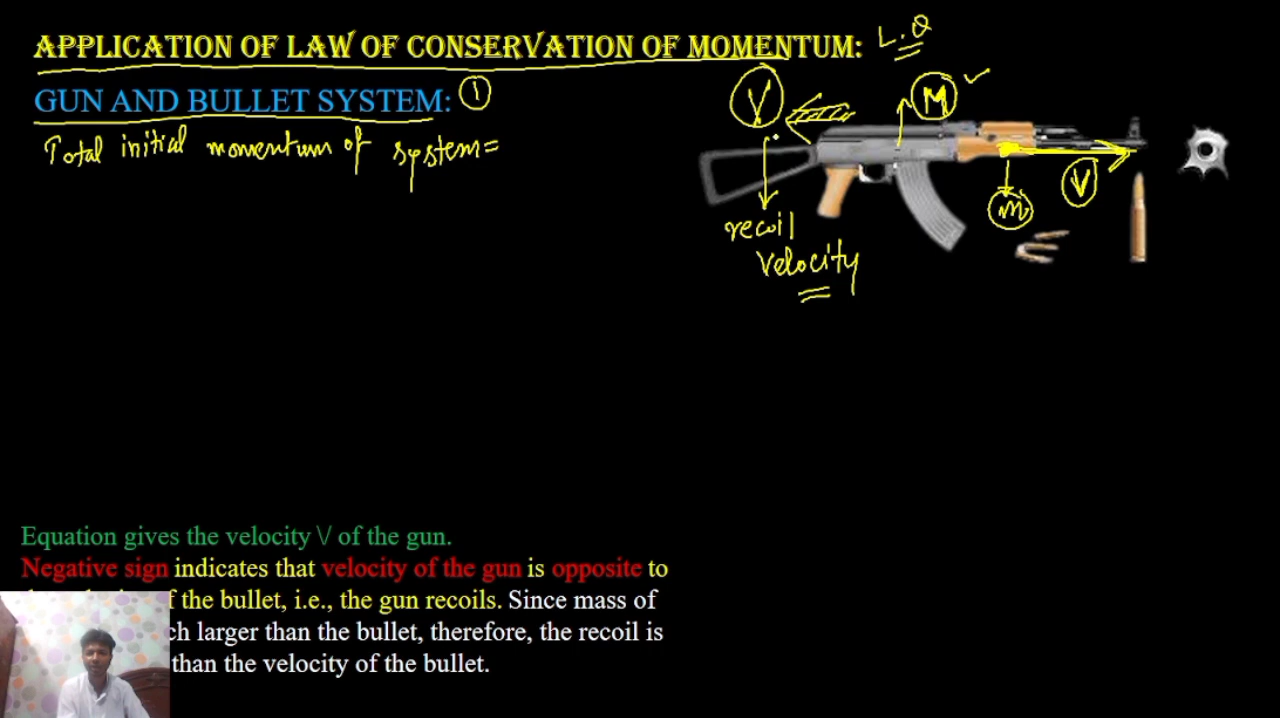 APPLICATION OF LAW OF CONSERVATION OF MOMENTUM: L.Q
GUN AND BULLET SYSTEM: 1
Total initial momentum of system=
V
M
m
V
recoil
velocity
Equation gives the velocity \/ of the gun.
Negative sign indicates that velocity of the gun is opposite to
of the bullet, i.e., the gun recoils. Since mass of
larger than the bullet, therefore, the recoil is
than the velocity of the bullet.